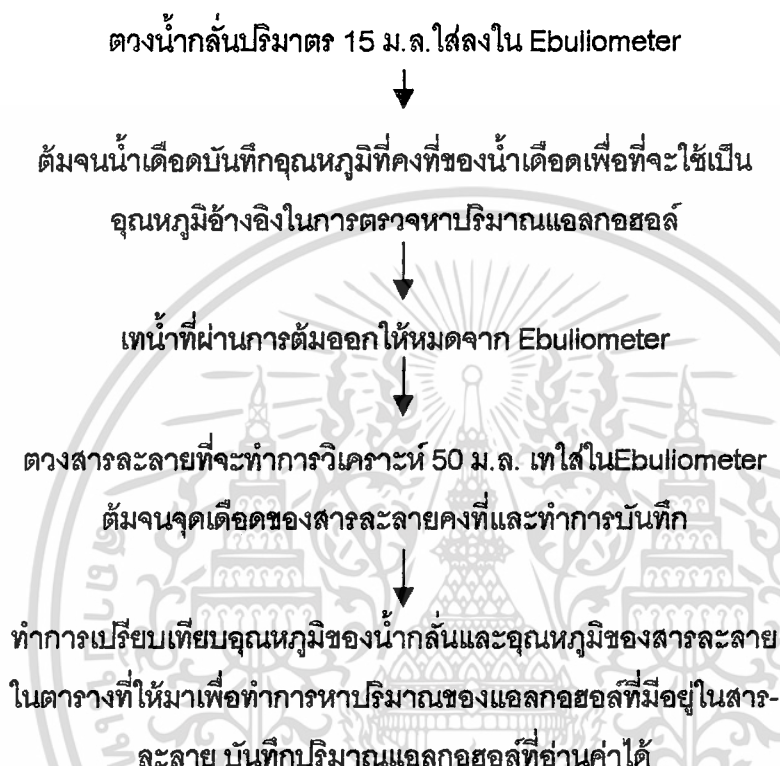 ตวงน้ำกลั่นปริมาตร 15 ม.ล.ใส่ลงใน Ebuliometer
ต้มจนน้ำเดือดบันทึกอุณหภูมิที่คงที่ของน้ำเดือดเพื่อที่จะใช้เป็น
อุณหภูมิอ้างอิงในการตรวจหาปริมาณแอลกอฮอล์
เทน้ำที่ผ่านการต้มออกให้หมดจาก Ebuliometer
ตวงสารละลายที่จะทำการวิเคราะห์ 50 ม.ล. เทใส่ในEbuliometer
ต้มจนจุดเดือดของสารละลายคงที่และทำการบันทึก
ทำการเปรียบเทียบอุณหภูมิของน้ำกลั่นและอุณหภูมิของสารละลาย
ในตารางที่ให้มาเพื่อทำการหาปริมาณของแอลกอฮอล์ที่มีอยู่ในสาร-
ละลาย บันทึกปริมาณแอลกอฮอล์ที่อ่านค่าได้